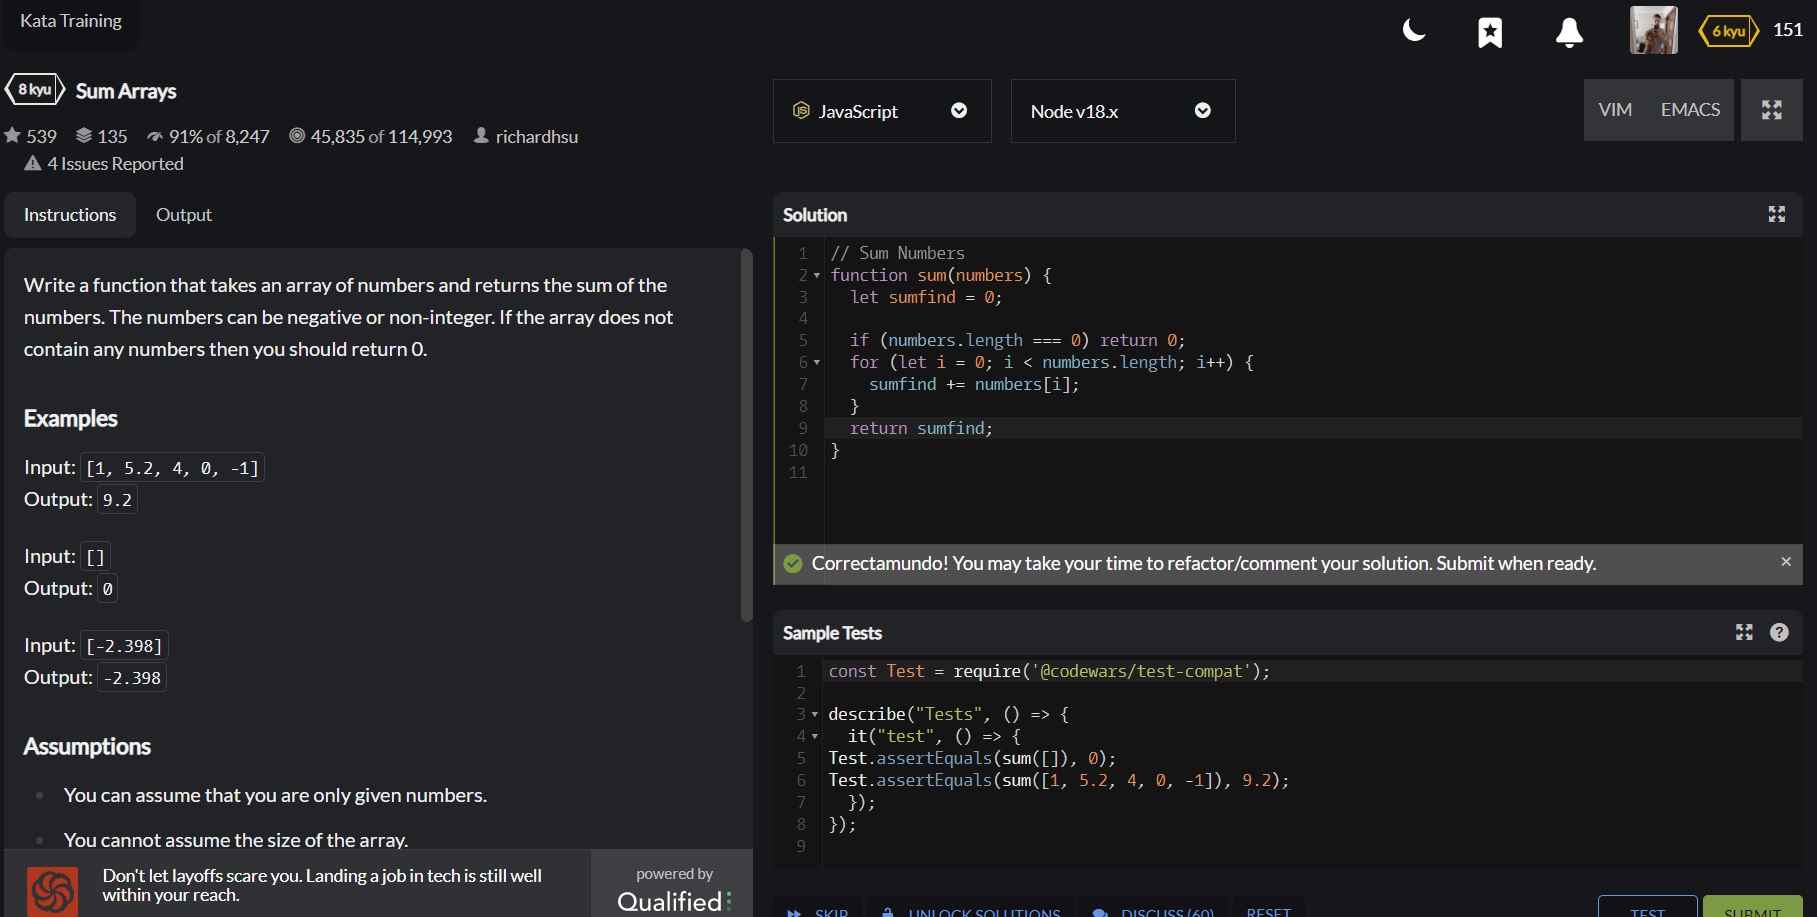 Kata Training
6 kyu 151
8 kyu Sum Arrays
539 135 91% of 8,247 45,835 of 114,993 richardhsu
4 Issues Reported
JavaScript
Node v18.x
VIM EMACS
Instructions Output
Write a function that takes an array of numbers and returns the sum of the
numbers. The numbers can be negative or non-integer. If the array does not
contain any numbers then you should return 0.
Examples
Input: [1, 5.2, 4, 0, -1]
Output: 9.2
Input: []
Output: 0
Input: [-2.398]
Output: -2.398
Assumptions
You can assume that you are only given numbers.
You cannot assume the size of the array.
Don't let layoffs scare you. Landing a job in tech is still well
within your reach.
powered by
Qualified
Solution
1 // Sum Numbers
2 function sum(numbers) {
3 let sumfind = 0;
4
5 if (numbers.length === 0) return 0;
6 for (let i = 0; i < numbers.length; i++) {
7 sumfind += numbers[i];
8 }
9 return sumfind;
10 }
11
Correctamundo! You may take your time to refactor/comment your solution. Submit when ready.
Sample Tests
1 const Test = require('@codewars/test-compat');
2
3 describe("Tests", () => {
4 it("test", () => {
5 Test.assertEquals(sum([]), 0);
6 Test.assertEquals(sum([1, 5.2, 4, 0, -1]), 9.2);
7 });
8 });
9
SKIP UNLOCK SOLUTIONS DISCUSS (60) RESET TEST SUBMIT